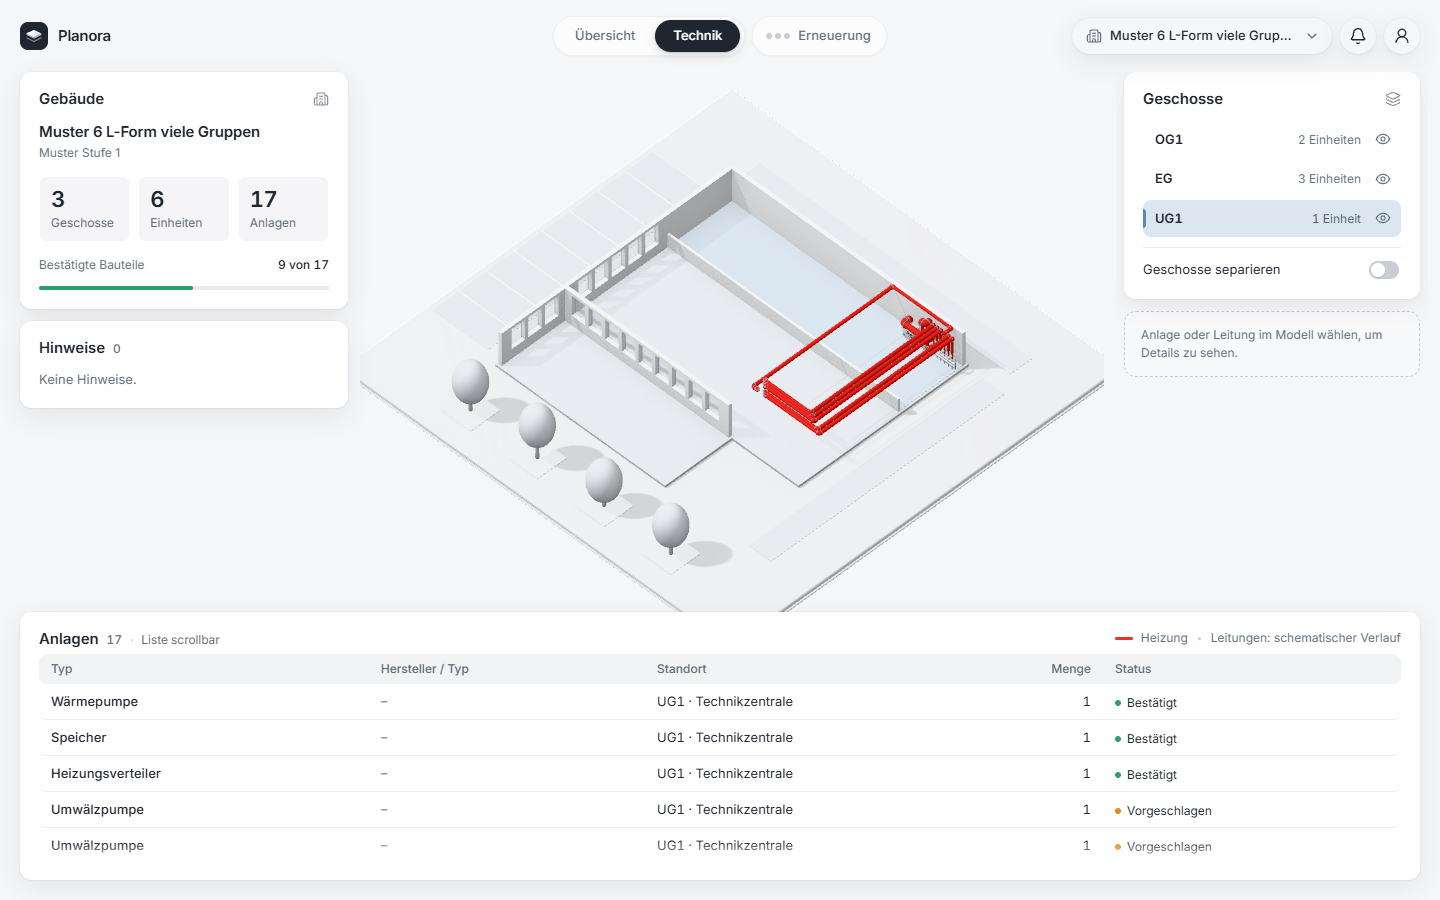 Planora
Übersicht
Technik
Erneuerung
Muster 6 L-Form viele Grup...
Gebäude
Muster 6 L-Form viele Gruppen
Muster Stufe 1
3 Geschosse
6 Einheiten
17 Anlagen
Bestätigte Bauteile 9 von 17
Hinweise 0
Keine Hinweise.
Geschosse
OG1 2 Einheiten
EG 3 Einheiten
UG1 1 Einheit
Geschosse separieren
Anlage oder Leitung im Modell wählen, um
Details zu sehen.
Anlagen 17 · Liste scrollbar
Heizung · Leitungen: schematischer Verlauf
Typ Hersteller / Typ Standort Menge Status
Wärmepumpe – UG1 · Technikzentrale 1 Bestätigt
Speicher – UG1 · Technikzentrale 1 Bestätigt
Heizungsverteiler – UG1 · Technikzentrale 1 Bestätigt
Umwälzpumpe – UG1 · Technikzentrale 1 Vorgeschlagen
Umwälzpumpe – UG1 · Technikzentrale 1 Vorgeschlagen